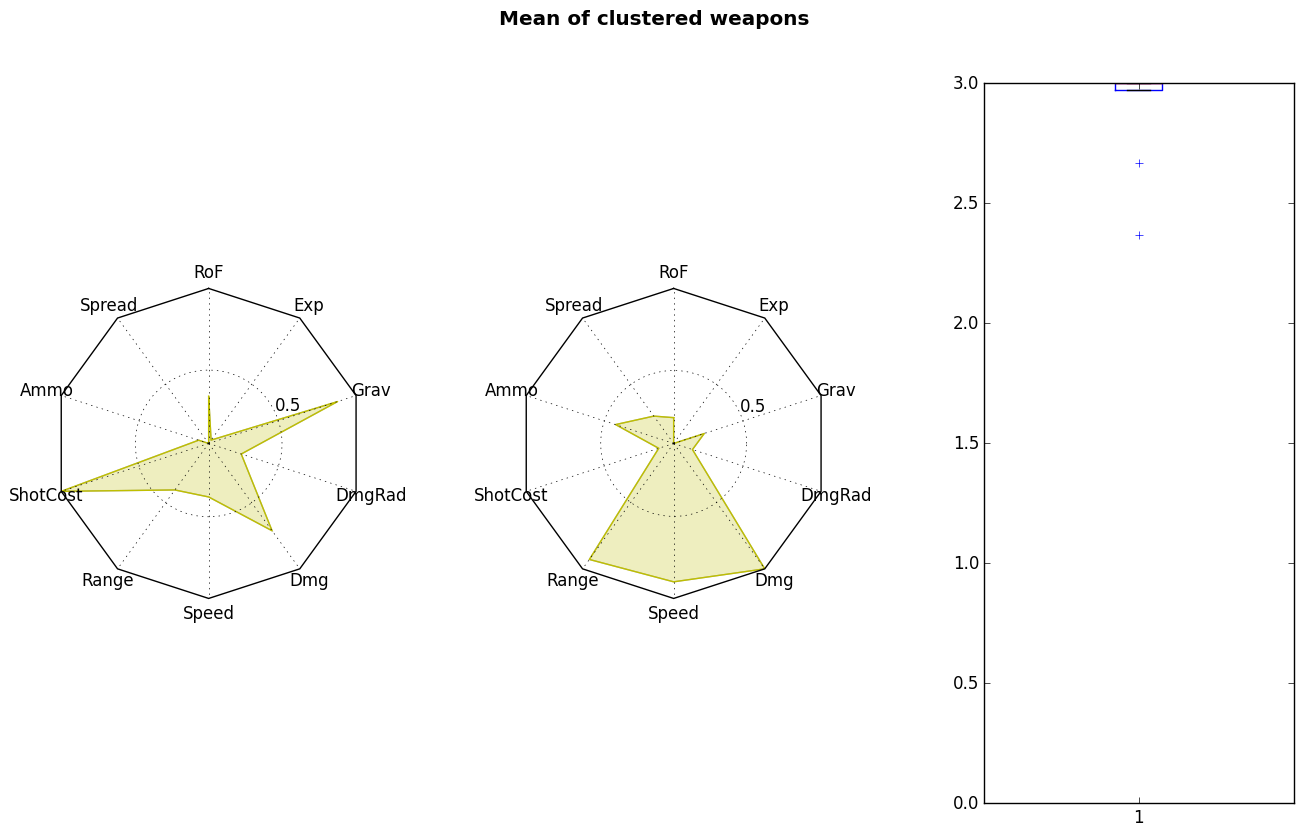 Mean of clustered weapons
RoF
Exp
Grav
DmgRad
Dmg
Speed
Range
ShotCost
Ammo
Spread
0.5
RoF
Exp
Grav
DmgRad
Dmg
Speed
Range
ShotCost
Ammo
Spread
0.5
3.0
2.5
2.0
1.5
1.0
0.5
0.0
1